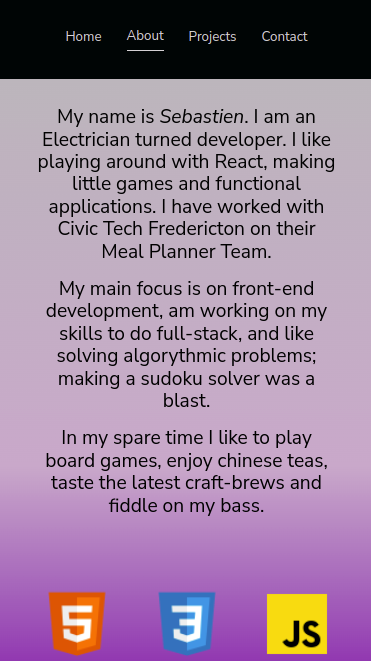 Home About Projects Contact
My name is Sebastien. I am an
Electrician turned developer. I like
playing around with React, making
little games and functional
applications. I have worked with
Civic Tech Fredericton on their
Meal Planner Team.
My main focus is on front-end
development, am working on my
skills to do full-stack, and like
solving algorythmic problems;
making a sudoku solver was a
blast.
In my spare time I like to play
board games, enjoy chinese teas,
taste the latest craft-brews and
fiddle on my bass.
5 3 JS